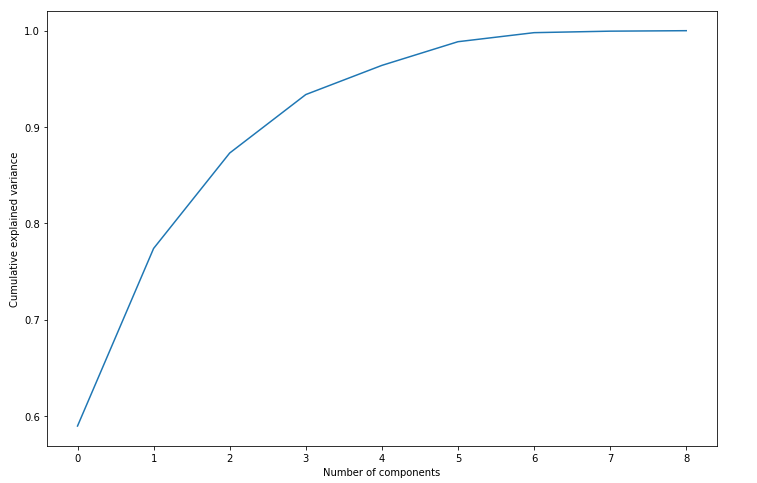 1.0
0.9
0.8
0.7
0.6
Cumulative explained variance
0 1 2 3 4 5 6 7 8
Number of components